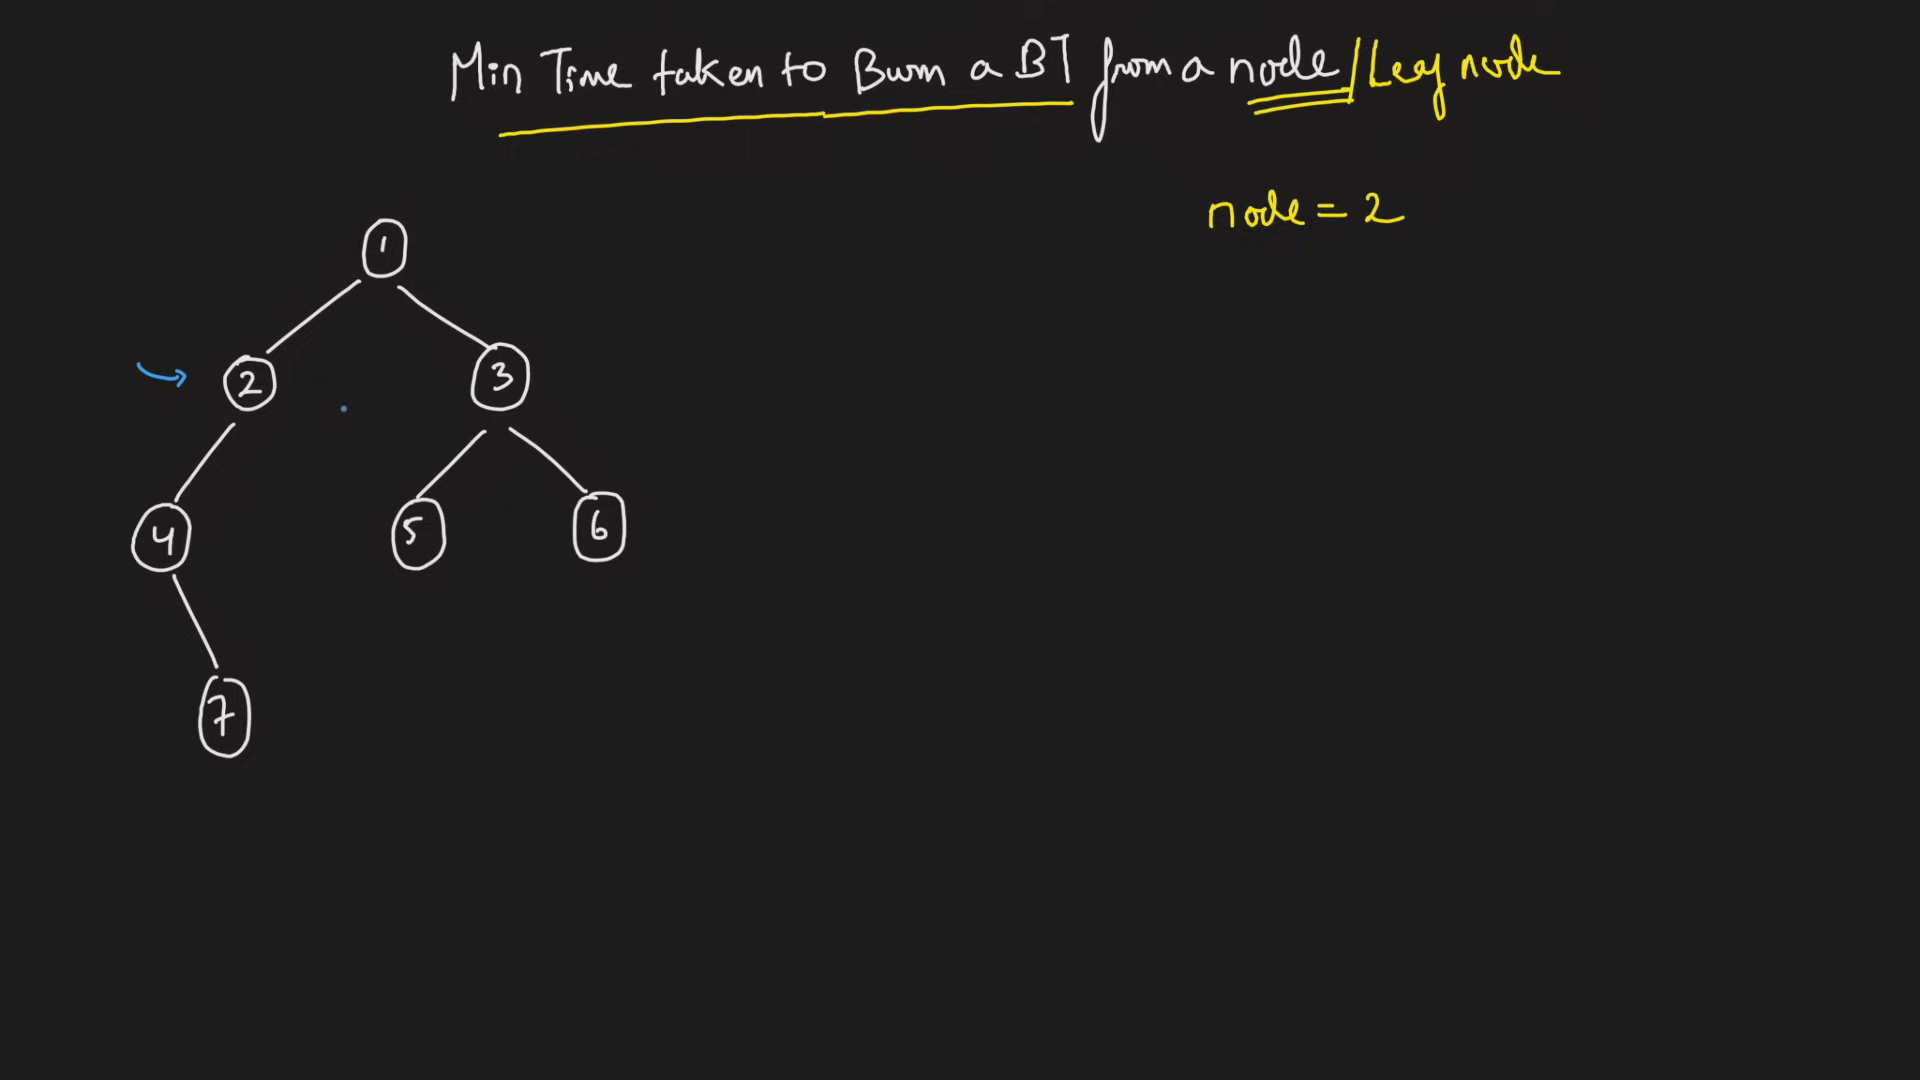 Min Time taken to Burn a BT from a node/Leaf node
node = 2
1
2 3
4 5 6
7